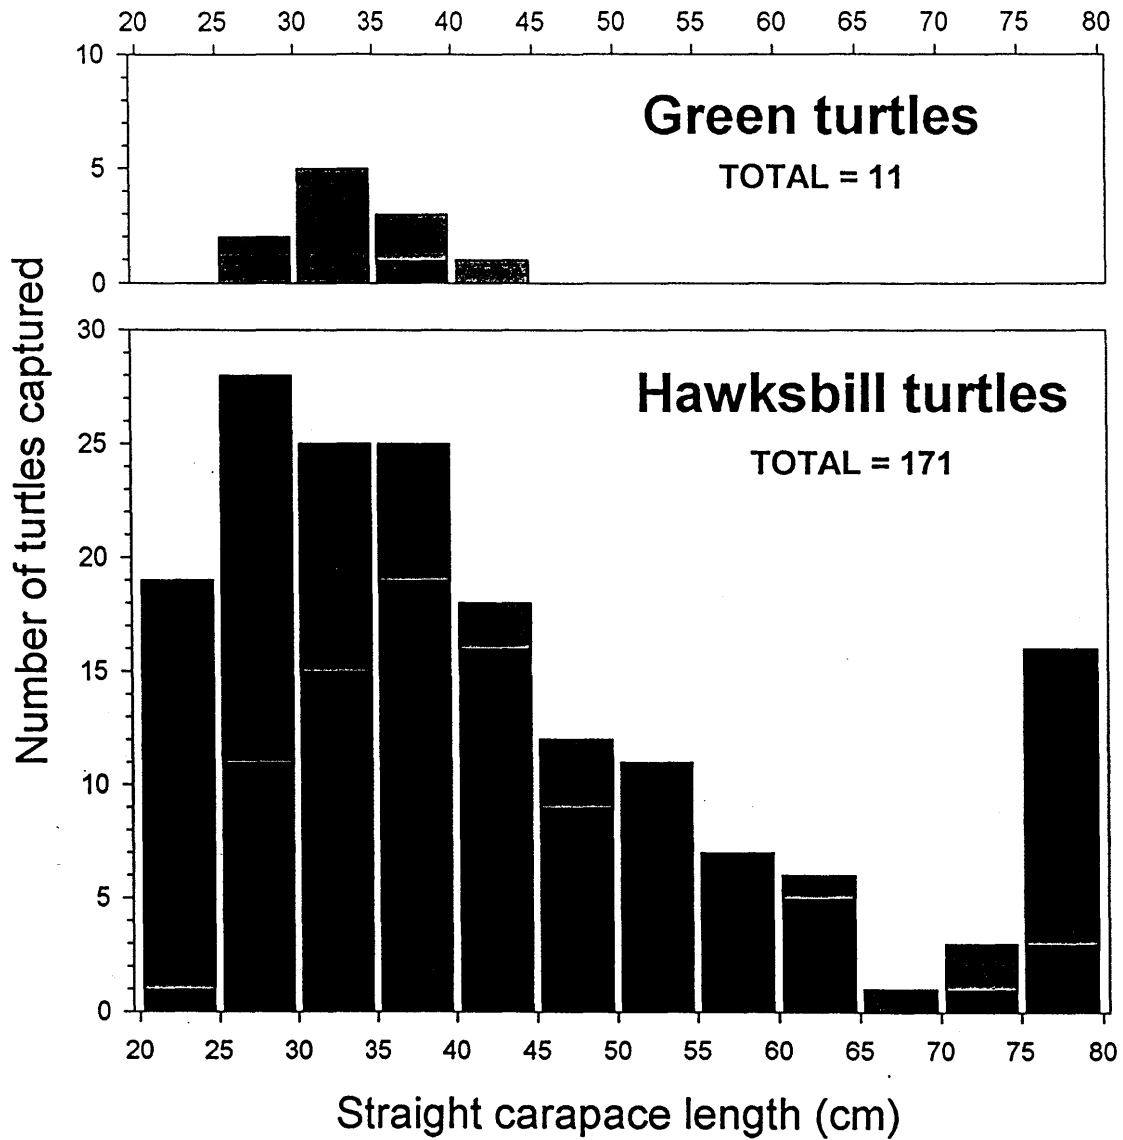 20 25 30 35 40 45 50 55 60 65 70 75 80
10
Green turtles
TOTAL = 11
5
0
Number of turtles captured
30
Hawksbill turtles
25
TOTAL = 171
20
15
10
5
0
20 25 30 35 40 45 50 55 60 65 70 75 80
Straight carapace length (cm)